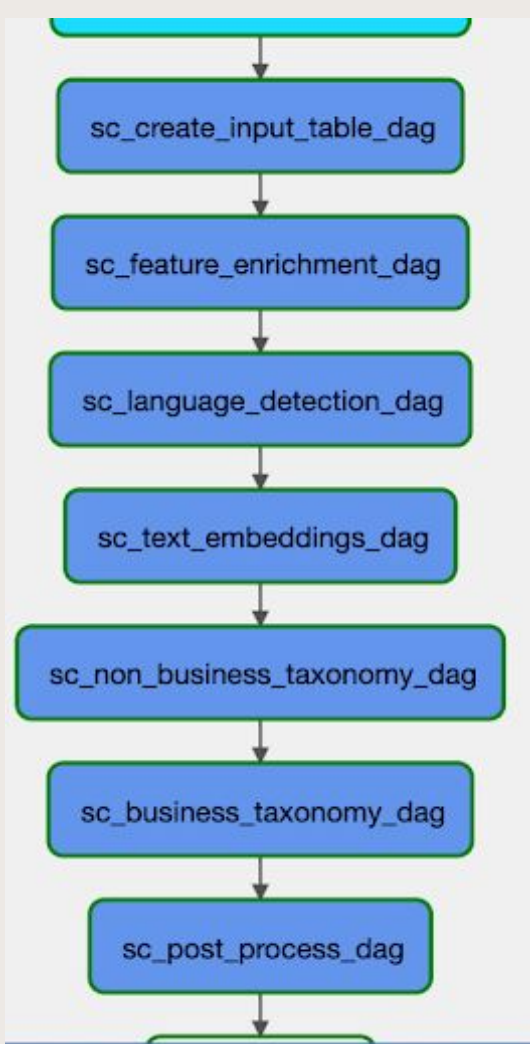 sc_create_input_table_dag
sc_feature_enrichment_dag
sc_language_detection_dag
sc_text_embeddings_dag
sc_non_business_taxonomy_dag
sc_business_taxonomy_dag
sc_post_process_dag